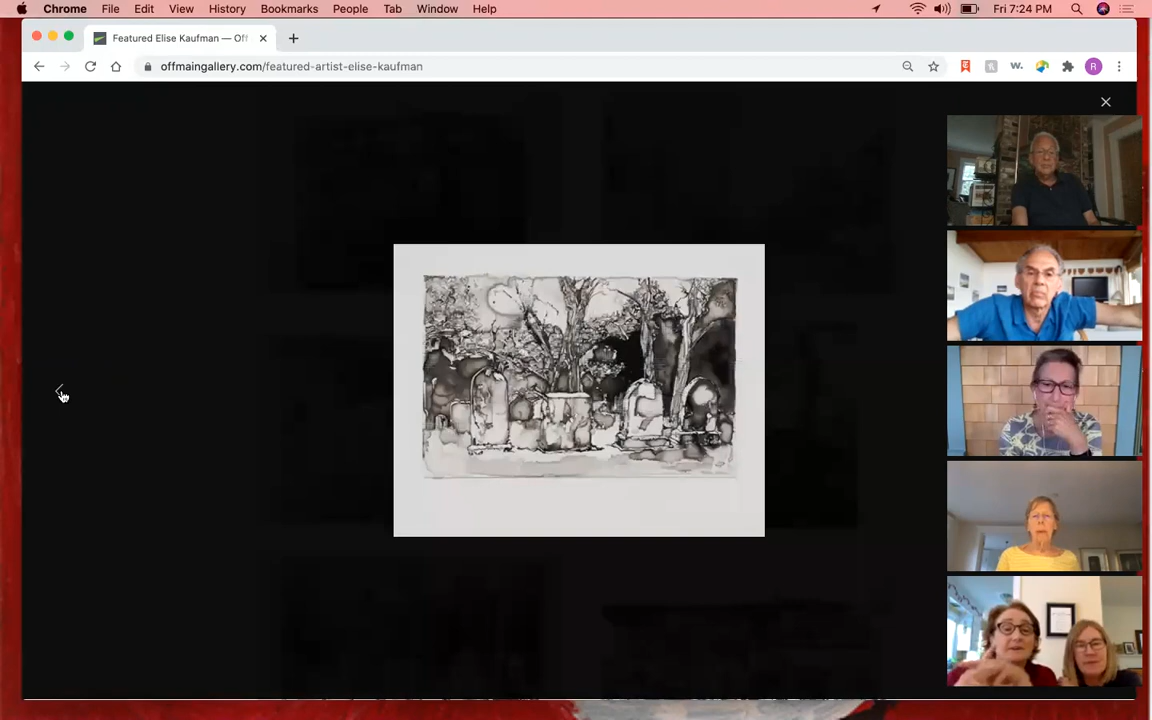 Chrome File Edit View History Bookmarks People Tab Window Help Fri 7:24 PM
Featured Elise Kaufman — Of
offmaingallery.com/featured-artist-elise-kaufman
w.
R